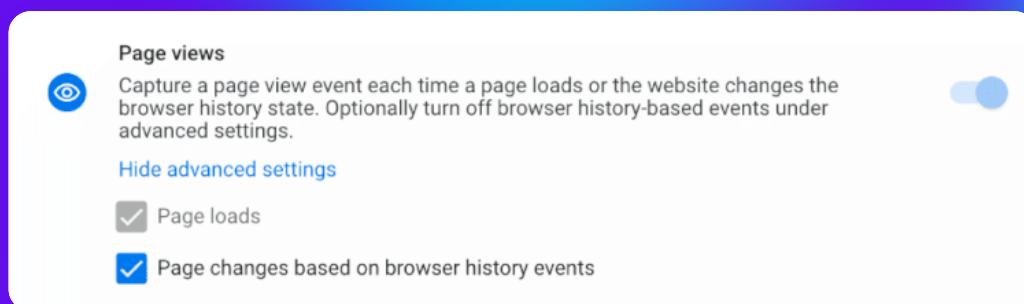 Page views
Capture a page view event each time a page loads or the website changes the
browser history state. Optionally turn off browser history-based events under
advanced settings.
Hide advanced settings
Page loads
Page changes based on browser history events